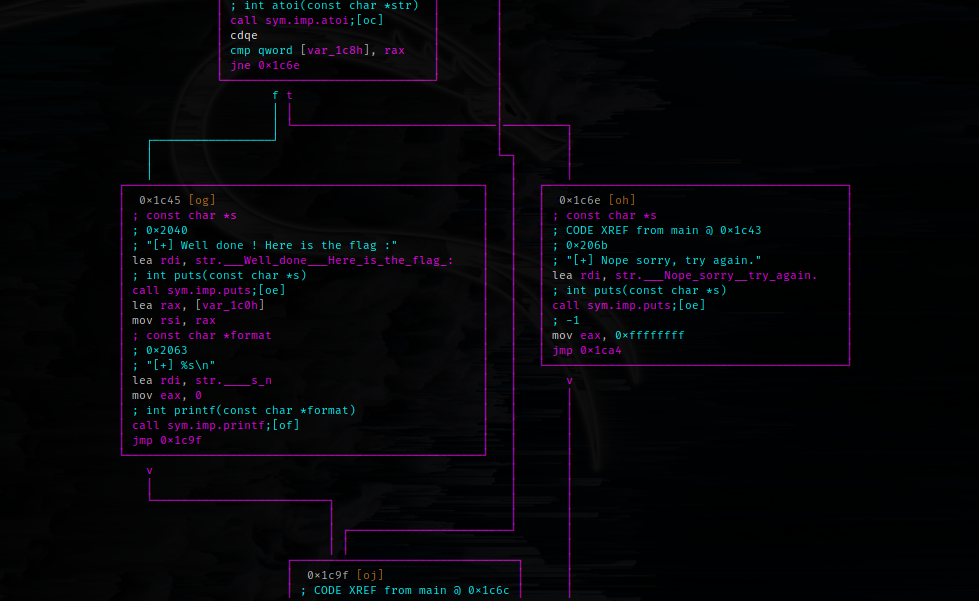 ; int atoi(const char *str)
call sym.imp.atoi;[oc]
cdqe
cmp qword [var_1c8h], rax
jne 0×1c6e
f t
0×1c45 [og]
; const char *s
; 0×2040
; "[+] Well done ! Here is the flag :"
lea rdi, str.___Well_done___Here_is_the_flag_:
; int puts(const char *s)
call sym.imp.puts;[oe]
lea rax, [var_1c0h]
mov rsi, rax
; const char *format
; 0×2063
; "[+] %s\n"
lea rdi, str.____s_n
mov eax, 0
; int printf(const char *format)
call sym.imp.printf;[of]
jmp 0×1c9f
v
0×1c6e [oh]
; const char *s
; CODE XREF from main @ 0×1c43
; 0×206b
; "[+] Nope sorry, try again."
lea rdi, str.___Nope_sorry__try_again.
; int puts(const char *s)
call sym.imp.puts;[oe]
; -1
mov eax, 0×ffffffff
jmp 0×1ca4
v
0×1c9f [oj]
; CODE XREF from main @ 0×1c6c